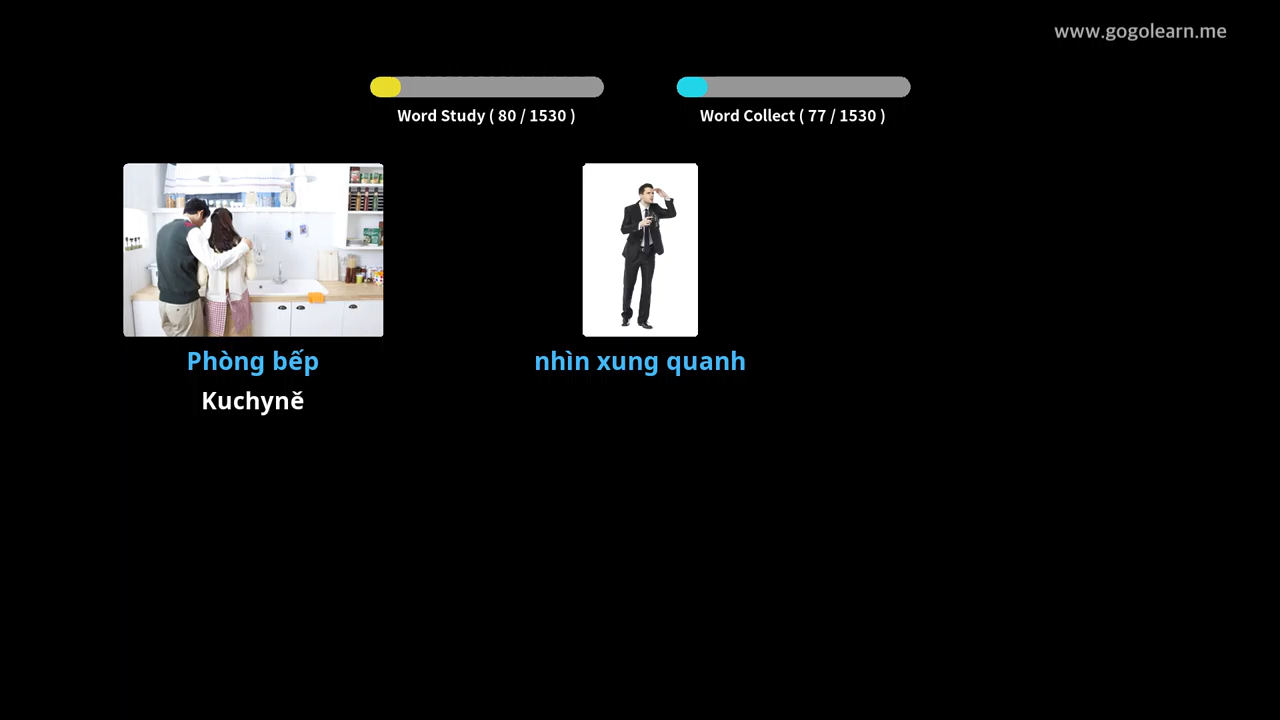 www.gogolearn.me
Word Study ( 80 / 1530 )
Word Collect ( 77 / 1530 )
Phòng bếp
nhìn xung quanh
Kuchyně